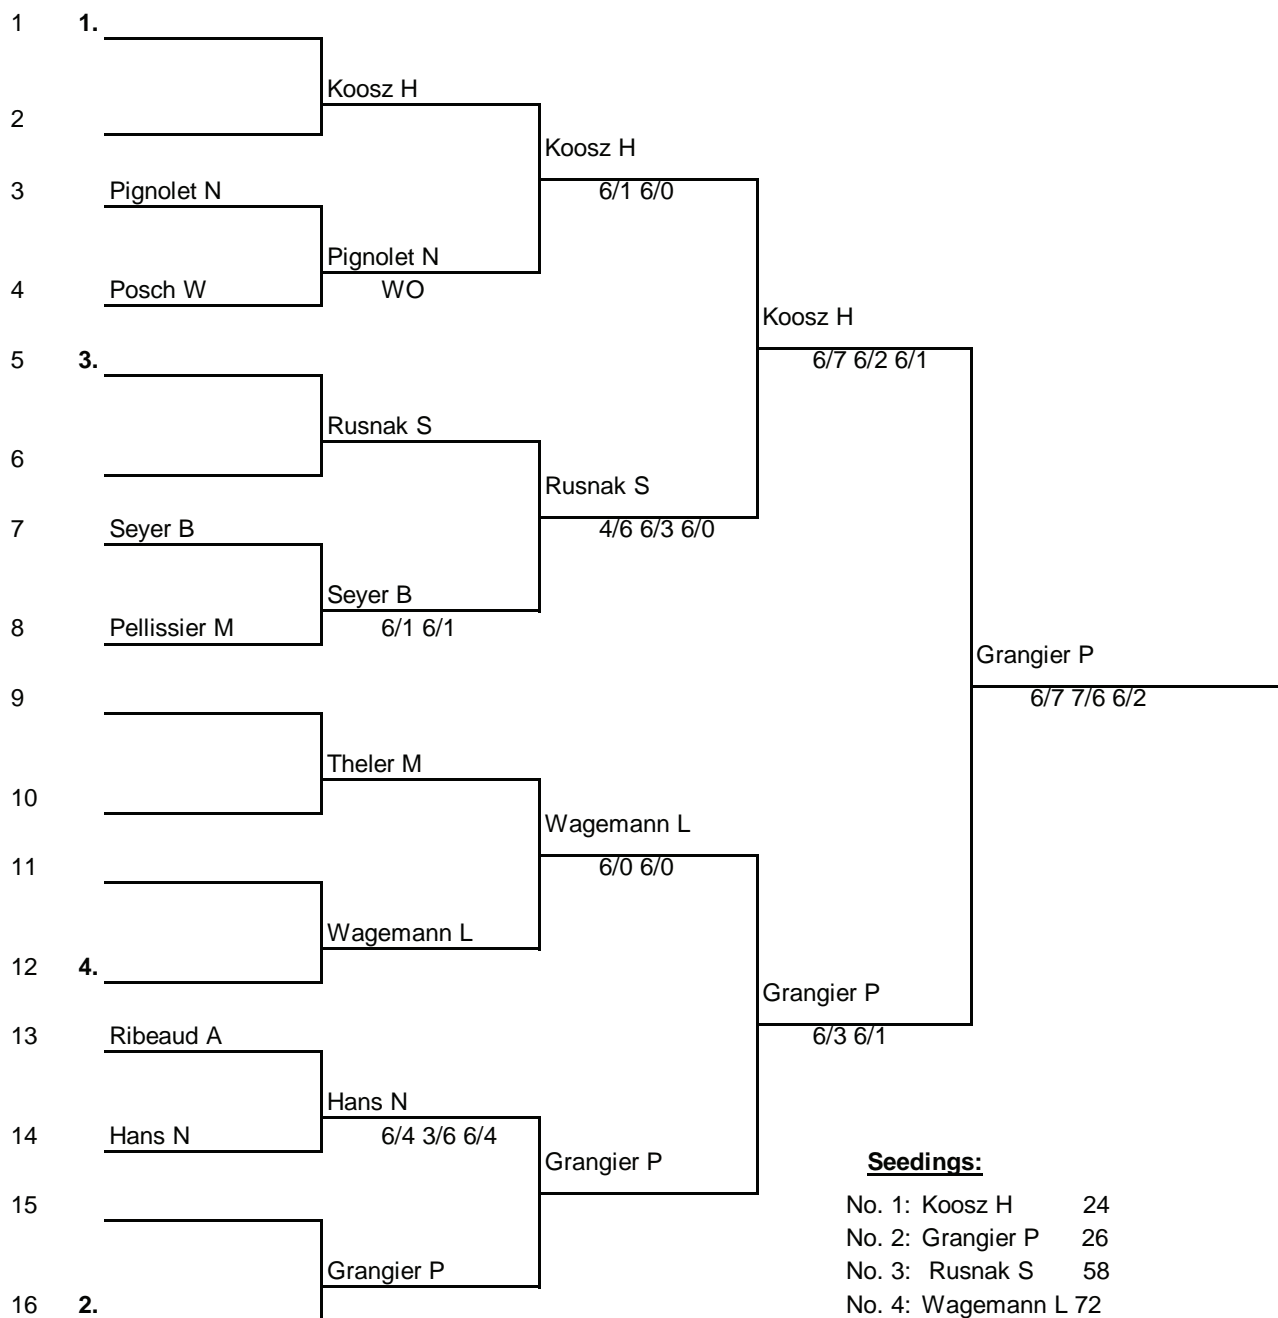 1 1.
Koosz H
2
Koosz H
3 Pignolet N 6/1 6/0
Pignolet N
4 Posch W WO
Koosz H
5 3. 6/7 6/2 6/1
Rusnak S
6
Rusnak S
7 Seyer B 4/6 6/3 6/0
Seyer B
8 Pellissier M 6/1 6/1
Grangier P
9 6/7 7/6 6/2
Theler M
10
Wagemann L
11 6/0 6/0
Wagemann L
12 4.
Grangier P
13 Ribeaud A 6/3 6/1
Hans N
14 Hans N 6/4 3/6 6/4
Grangier P
Seedings:
15 No. 1: Koosz H 24
No. 2: Grangier P 26
Grangier P
No. 3: Rusnak S 58
16 2. No. 4: Wagemann L 72